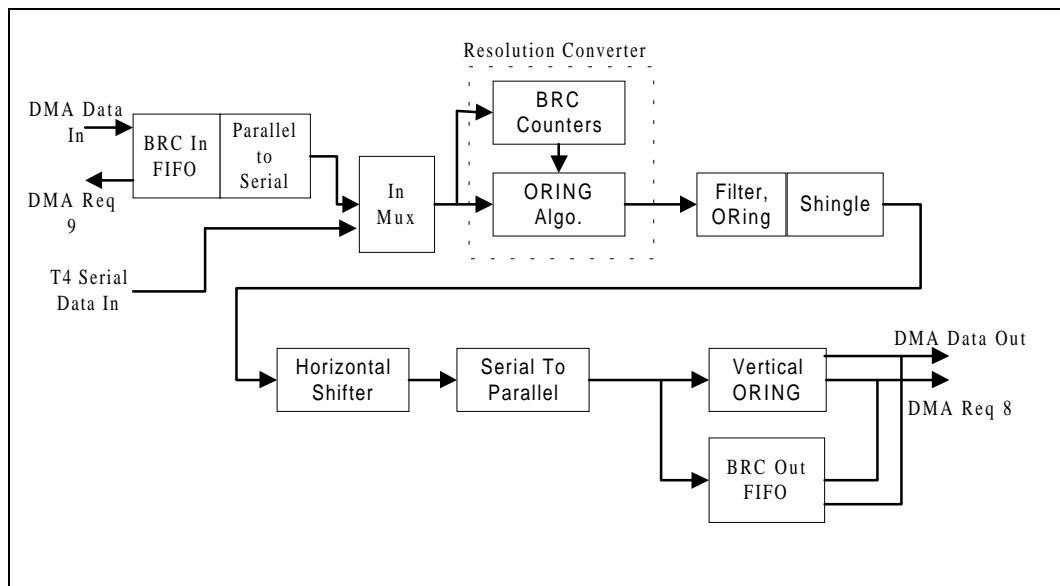 Resolution Converter
DMA Data
In
BRC In
FIFO
Parallel
to
Serial
DMA Req
9
T4 Serial
Data In
In
Mux
BRC
Counters
ORING
Algo.
Filter,
ORing
Shingle
Horizontal
Shifter
Serial To
Parallel
Vertical
ORING
DMA Data Out
DMA Req 8
BRC Out
FIFO